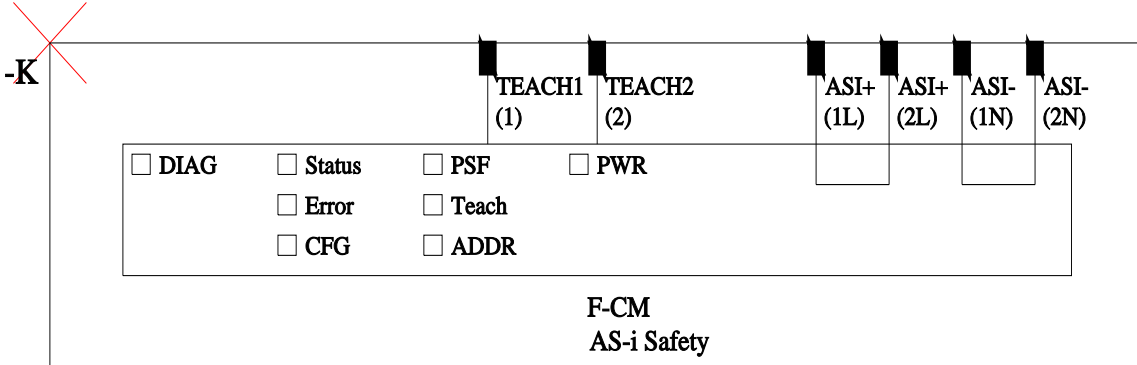 -K
TEACH1 TEACH2 ASI+ ASI+ ASI- ASI-
(1) (2) (1L) (2L) (1N) (2N)
DIAG Status PSF PWR
Error Teach
CFG ADDR
F-CM
AS-i Safety